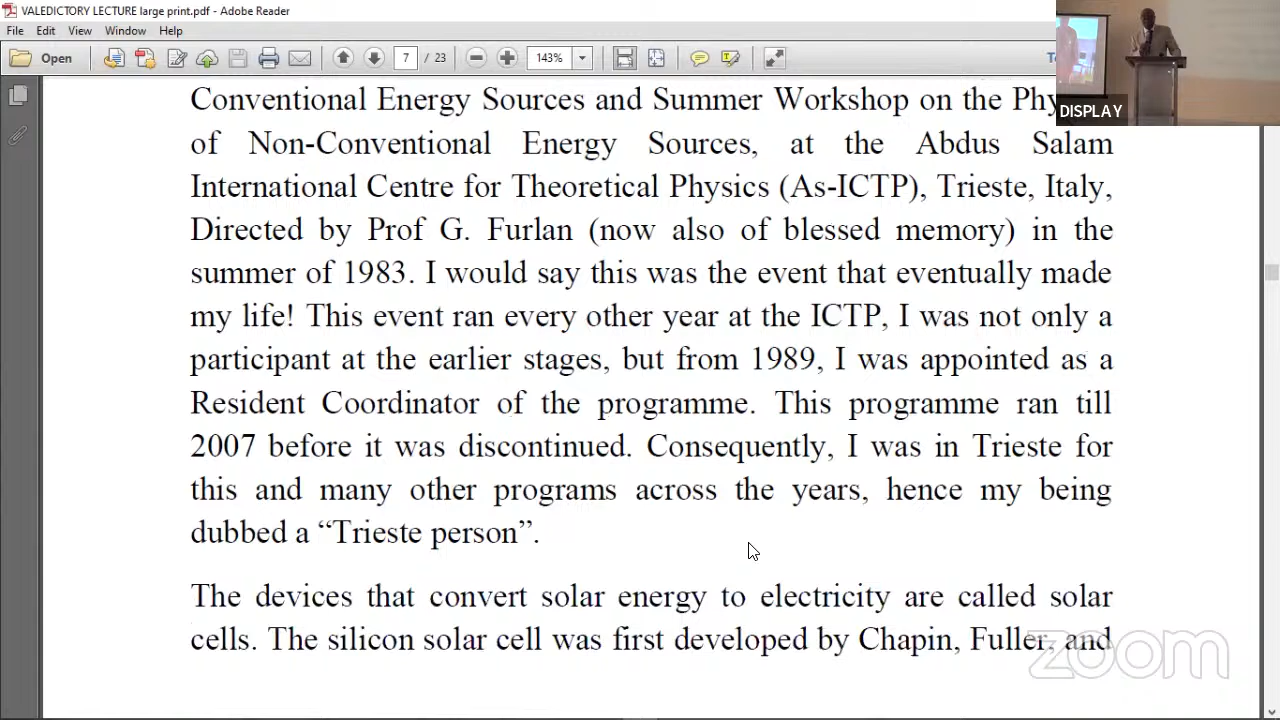 VALEDICTORY LECTURE large print.pdf - Adobe Reader
File Edit View Window Help
Open 7 / 23 143%
DISPLAY
Conventional Energy Sources and Summer Workshop on the
of Non-Conventional Energy Sources, at the Abdus Salam
International Centre for Theoretical Physics (As-ICTP), Trieste, Italy,
Directed by Prof G. Furlan (now also of blessed memory) in the
summer of 1983. I would say this was the event that eventually made
my life! This event ran every other year at the ICTP, I was not only a
participant at the earlier stages, but from 1989, I was appointed as a
Resident Coordinator of the programme. This programme ran till
2007 before it was discontinued. Consequently, I was in Trieste for
this and many other programs across the years, hence my being
dubbed a “Trieste person”.
The devices that convert solar energy to electricity are called solar
cells. The silicon solar cell was first developed by Chapin, Fuller, and
zoom